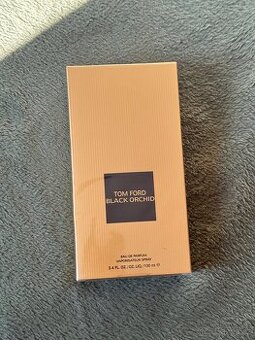 TOM FORD
BLACK ORCHID
EAU DE PARFUM
VAPORISATEUR SPRAY
3.4 FL. OZ./OZ. LIQ./100 ml ℮